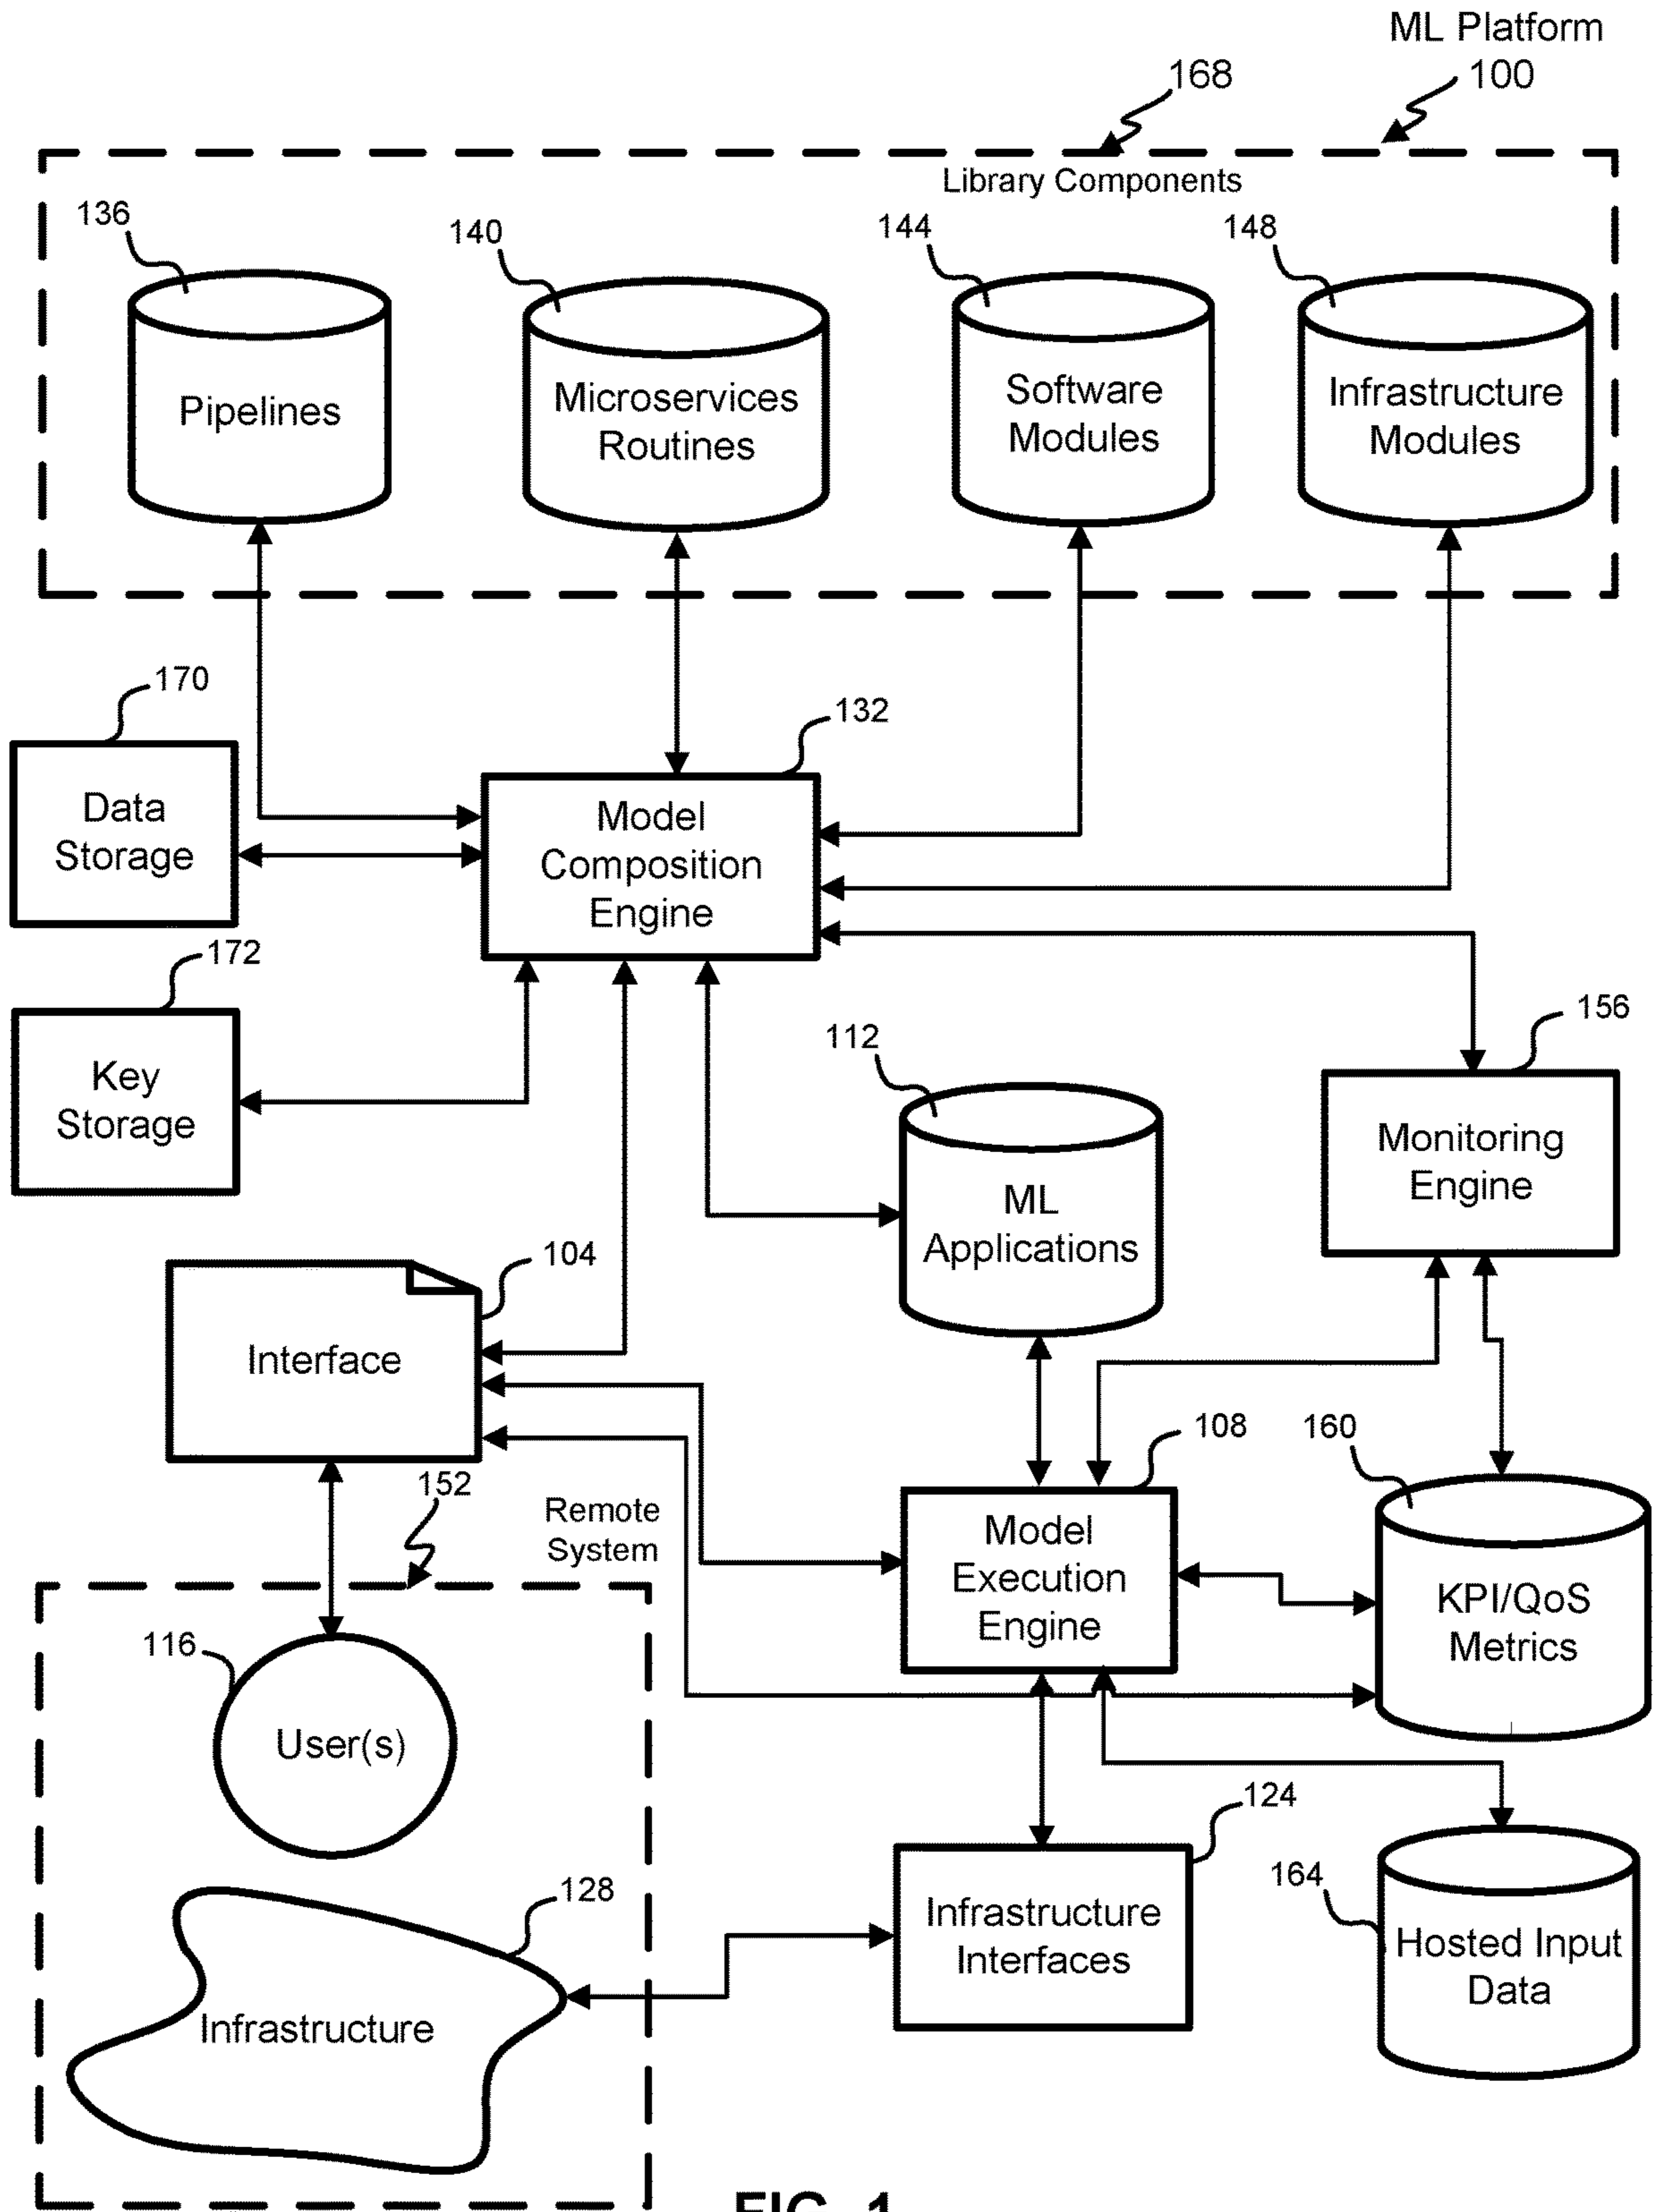 ML Platform
100
168
Library Components
136
140
144
148
Pipelines
Microservices
Routines
Software
Modules
Infrastructure
Modules
170
132
Data
Storage
Model
Composition
Engine
172
156
Key
Storage
112
Monitoring
Engine
ML
Applications
104
Interface
108
160
152
Remote
System
Model
Execution
Engine
KPI/QoS
Metrics
116
User(s)
124
164
128
Infrastructure
Interfaces
Hosted Input
Data
Infrastructure
FIG. 1